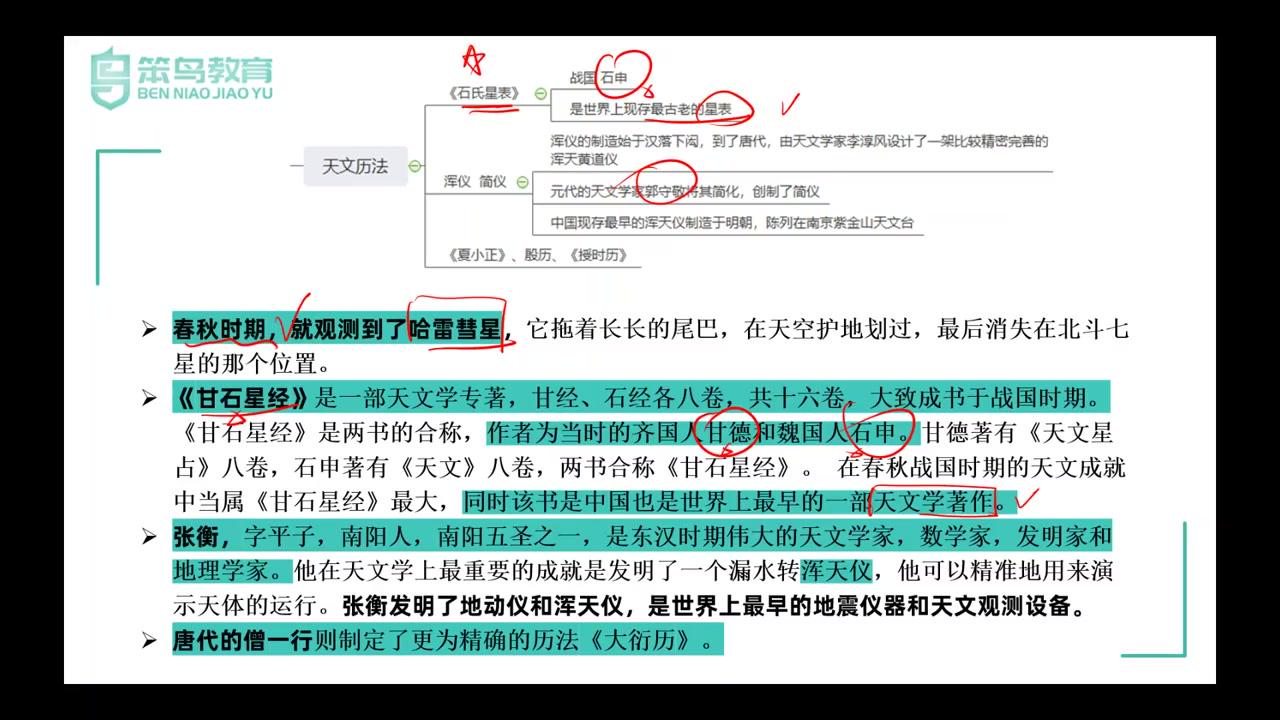 笨鸟教育
BEN NIAO JIAO YU
天文历法
《石氏星表》
战国 石申
是世界上现存最古老的星表
浑仪 简仪
浑仪的制造始于汉落下闳，到了唐代，由天文学家李淳风设计了一架比较精密完善的
浑天黄道仪
元代的天文学家郭守敬将其简化，创制了简仪
中国现存最早的浑天仪制造于明朝，陈列在南京紫金山天文台
《夏小正》、殷历、《授时历》
➢ 春秋时期，就观测到了哈雷彗星，它拖着长长的尾巴，在天空护地划过，最后消失在北斗七
星的那个位置。
➢ 《甘石星经》是一部天文学专著，甘经、石经各八卷，共十六卷，大致成书于战国时期。
《甘石星经》是两书的合称，作者为当时的齐国人甘德和魏国人石申。甘德著有《天文星
占》八卷，石申著有《天文》八卷，两书合称《甘石星经》。 在春秋战国时期的天文成就
中当属《甘石星经》最大，同时该书是中国也是世界上最早的一部天文学著作。
➢ 张衡，字平子，南阳人，南阳五圣之一，是东汉时期伟大的天文学家，数学家，发明家和
地理学家。他在天文学上最重要的成就是发明了一个漏水转浑天仪，他可以精准地用来演
示天体的运行。张衡发明了地动仪和浑天仪，是世界上最早的地震仪器和天文观测设备。
➢ 唐代的僧一行则制定了更为精确的历法《大衍历》。